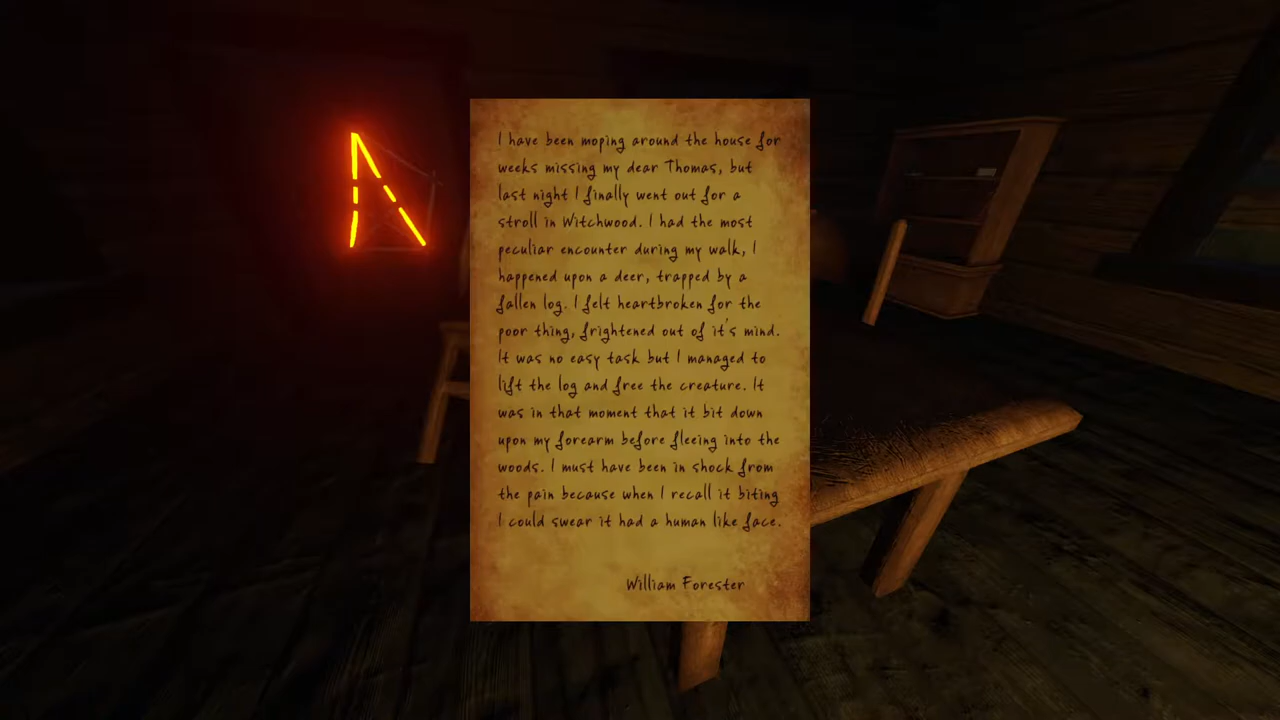 I have been moping around the house for
weeks missing my dear Thomas, but
last night I finally went out for a
stroll in Witchwood. I had the most
peculiar encounter during my walk, I
happened upon a deer, trapped by a
fallen log. I felt heartbroken for the
poor thing, frightened out of it's mind.
It was no easy task but I managed to
lift the log and free the creature. It
was in that moment that it bit down
upon my forearm before fleeing into the
woods. I must have been in shock from
the pain because when I recall it biting
I could swear it had a human like face.
William Forester